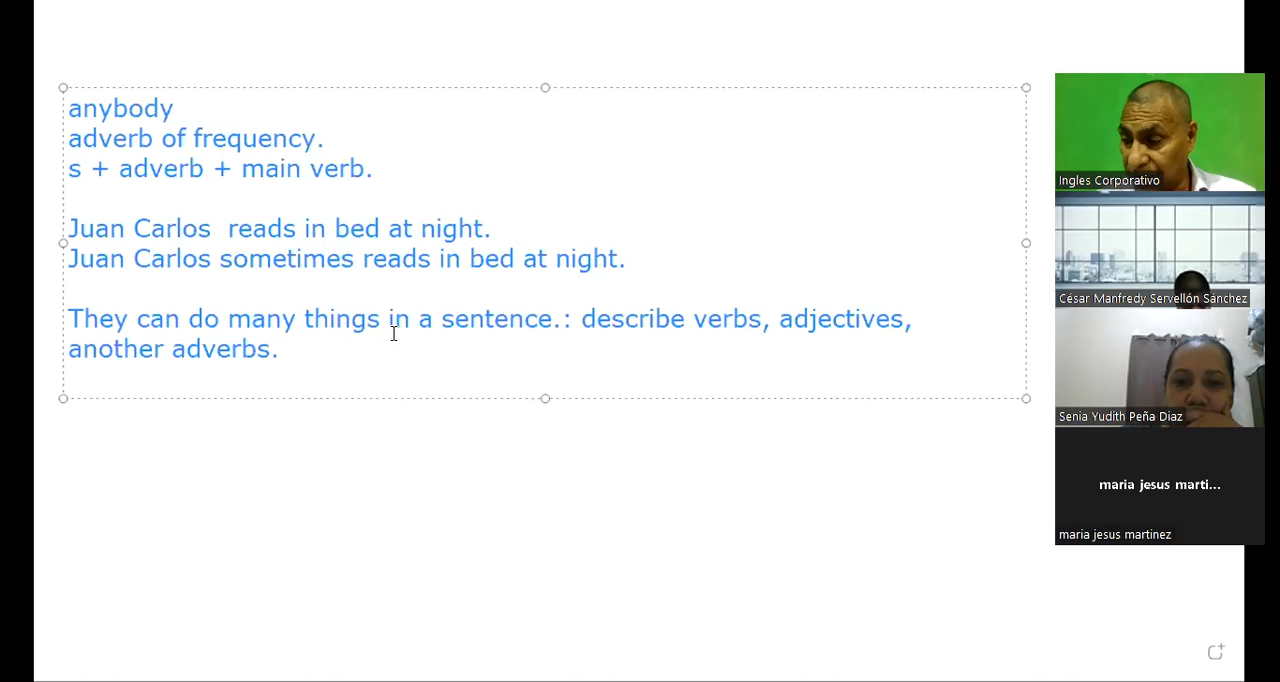 anybody
adverb of frequency.
s + adverb + main verb.
Juan Carlos  reads in bed at night.
Juan Carlos sometimes reads in bed at night.
They can do many things in a sentence.: describe verbs, adjectives,
another adverbs.
Ingles Corporativo
César Manfredy Servellón Sánchez
Senia Yudith Peña Diaz
maria jesus marti...
maria jesus martinez